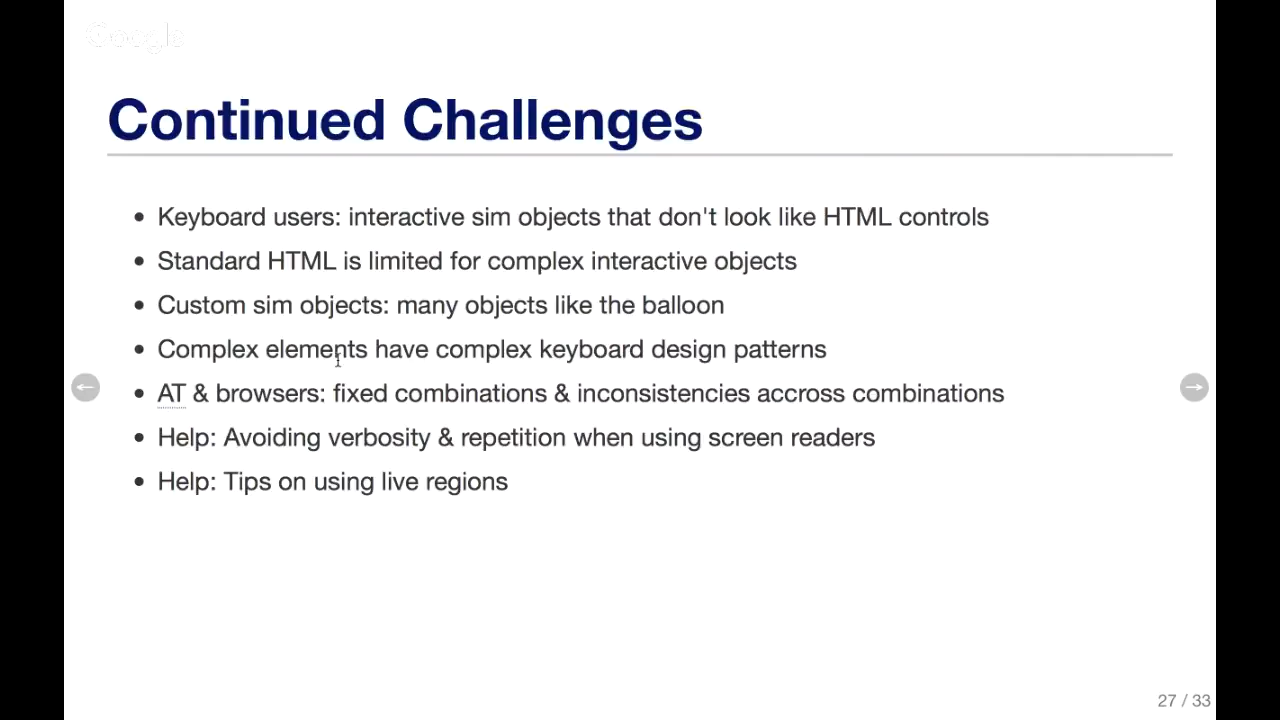 Google
Continued Challenges
• Keyboard users: interactive sim objects that don't look like HTML controls
• Standard HTML is limited for complex interactive objects
• Custom sim objects: many objects like the balloon
• Complex elements have complex keyboard design patterns
• AT & browsers: fixed combinations & inconsistencies accross combinations
• Help: Avoiding verbosity & repetition when using screen readers
• Help: Tips on using live regions
27 / 33